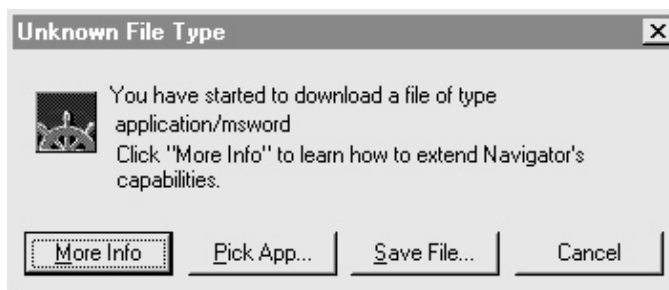 Unknown File Type
You have started to download a file of type
application/msword
Click "More Info" to learn how to extend Navigator's
capabilities.
More Info Pick App... Save File... Cancel